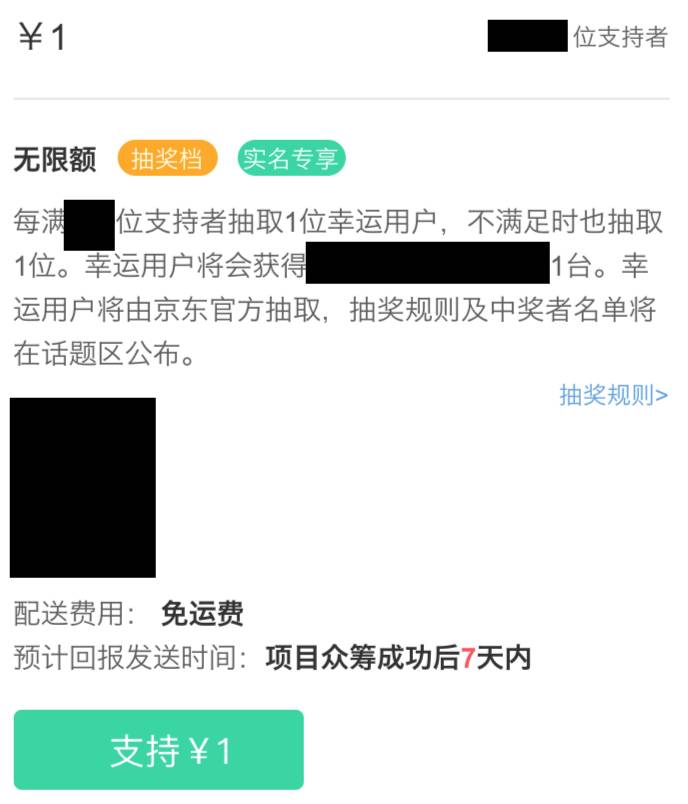 ￥1
位支持者
无限额 抽奖档 实名专享
每满 位支持者抽取1位幸运用户，不满足时也抽取
1位。幸运用户将会获得 1台。幸
运用户将由京东官方抽取，抽奖规则及中奖者名单将
在话题区公布。
抽奖规则>
配送费用： 免运费
预计回报发送时间：项目众筹成功后7天内
支持￥1